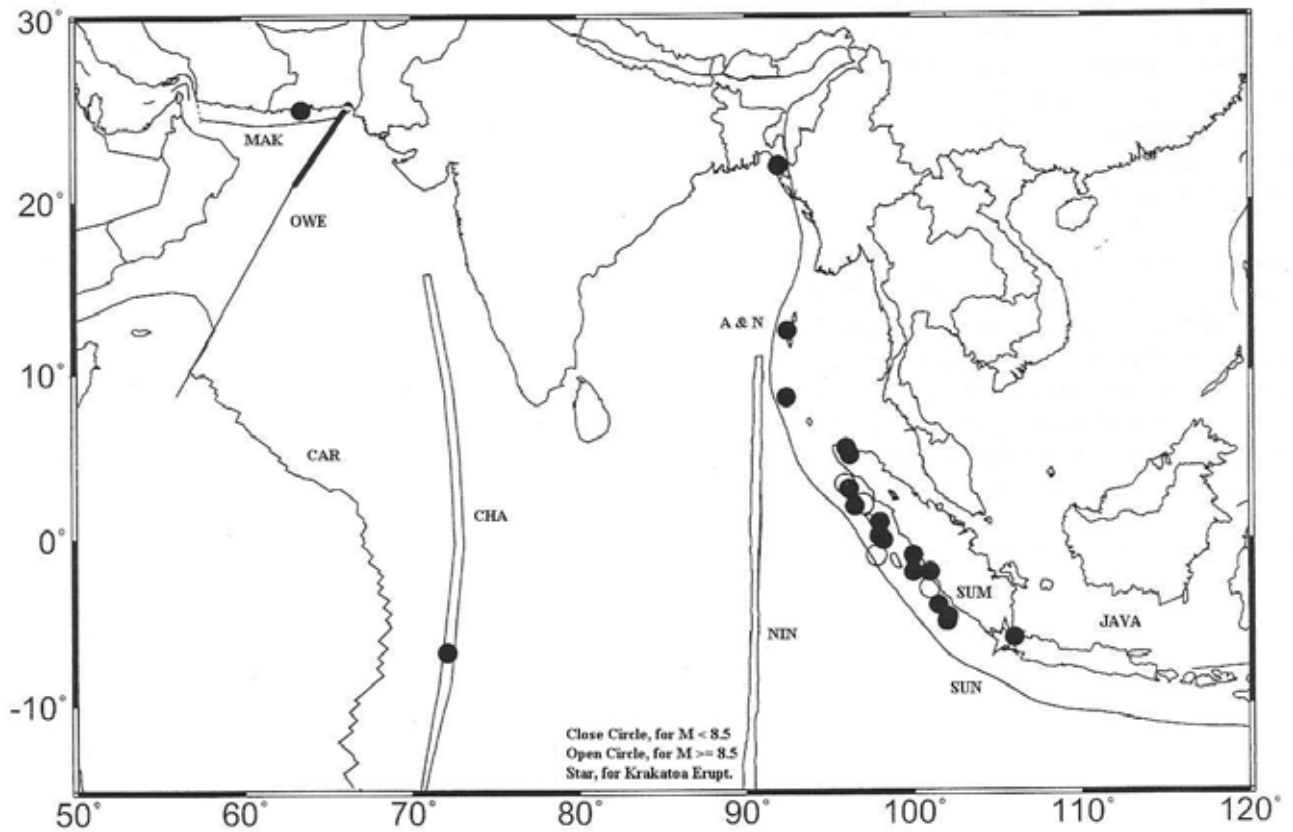 30°
20°
10°
0°
-10°
MAK
OWE
A & N
CAR
CHA
SUM
NIN
JAVA
SUN
Close Circle, for M < 8.5
Open Circle, for M >= 8.5
Star, for Krakatoa Erupt.
50° 60° 70° 80° 90° 100° 110° 120°